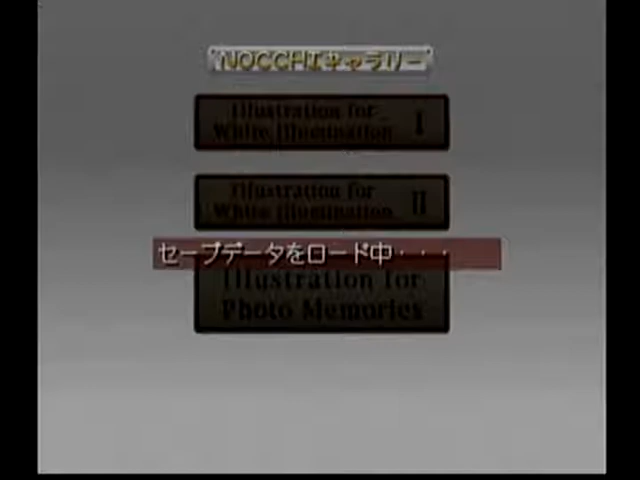 NOCCHIギャラリー
Illustration for
White Illumination I
Illustration for
White Illumination II
セーブデータをロード中・・・
Illustration for
Photo Memories